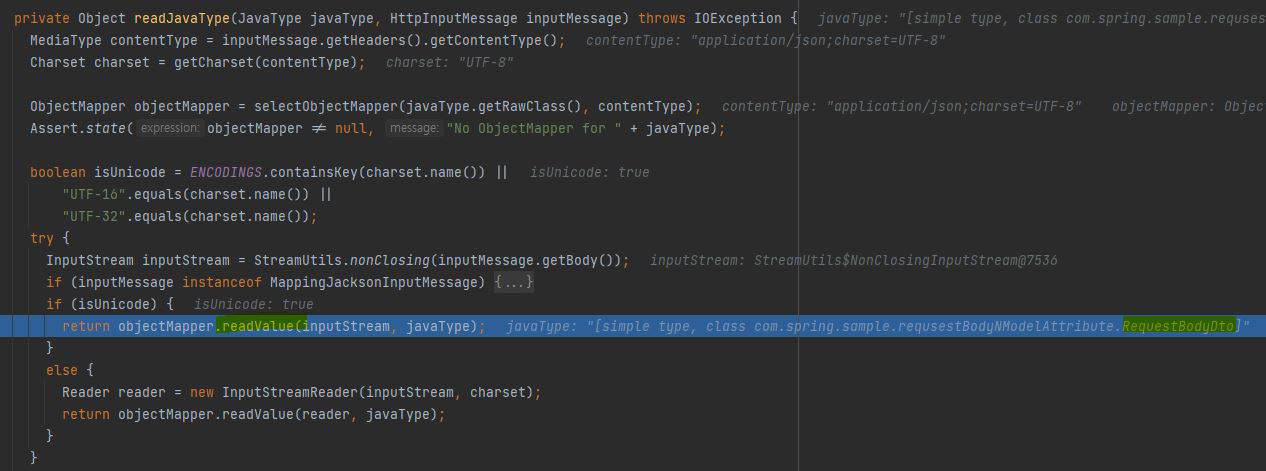 private Object readJavaType(JavaType javaType, HttpInputMessage inputMessage) throws IOException {   javaType: "[simple type, class com.spring.sample.requses
MediaType contentType = inputMessage.getHeaders().getContentType();   contentType: "application/json;charset=UTF-8"
Charset charset = getCharset(contentType);   charset: "UTF-8"
ObjectMapper objectMapper = selectObjectMapper(javaType.getRawClass(), contentType);   contentType: "application/json;charset=UTF-8"   objectMapper: Object
Assert.state( expression: objectMapper ≠ null,  message: "No ObjectMapper for " + javaType);
boolean isUnicode = ENCODINGS.containsKey(charset.name()) ||   isUnicode: true
"UTF-16".equals(charset.name()) ||
"UTF-32".equals(charset.name());
try {
InputStream inputStream = StreamUtils.nonClosing(inputMessage.getBody());   inputStream: StreamUtils$NonClosingInputStream@7536
if (inputMessage instanceof MappingJacksonInputMessage) {...}
if (isUnicode) {   isUnicode: true
return objectMapper.readValue(inputStream, javaType);   javaType: "[simple type, class com.spring.sample.requsestBodyNModelAttribute.RequestBodyDto]"
}
else {
Reader reader = new InputStreamReader(inputStream, charset);
return objectMapper.readValue(reader, javaType);
}
}